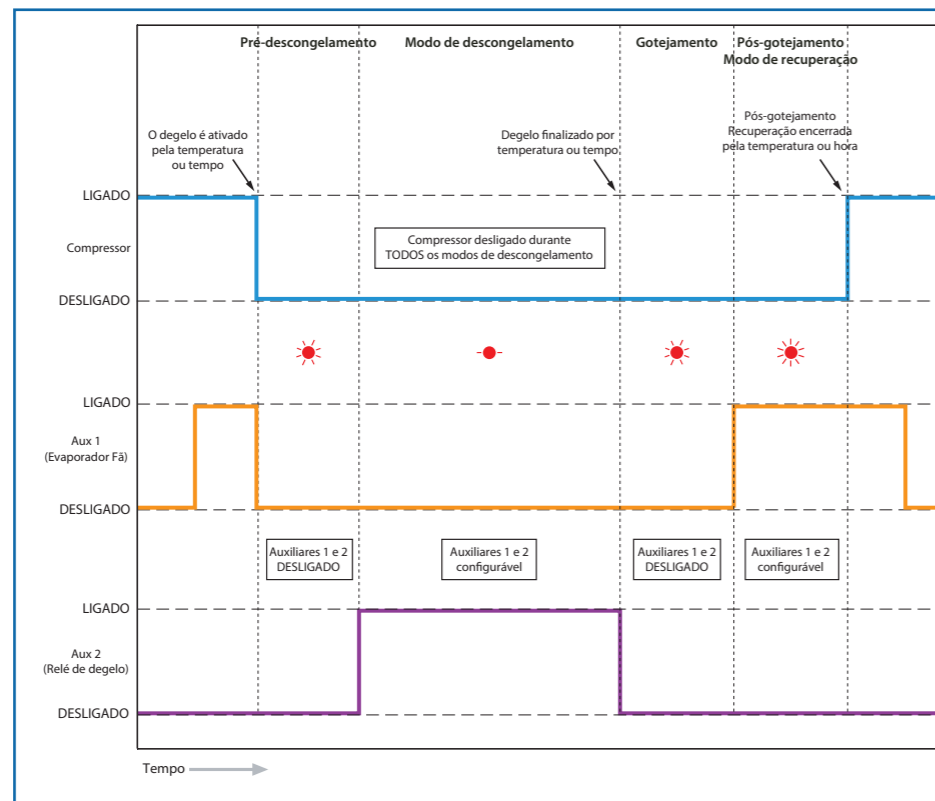 Pré-descongelamento
Modo de descongelamento
Gotejamento
Pós-gotejamento
Modo de recuperação
O degelo é ativado
pela temperatura
ou tempo
Degelo finalizado por
temperatura ou tempo
Pós-gotejamento
Recuperação encerrada
pela temperatura ou hora
LIGADO
Compressor
Compressor desligado durante
TODOS os modos de descongelamento
DESLIGADO
LIGADO
Aux 1
(Evaporador Fã)
DESLIGADO
Auxiliares 1 e 2
DESLIGADO
Auxiliares 1 e 2
configurável
Auxiliares 1 e 2
DESLIGADO
Auxiliares 1 e 2
configurável
LIGADO
Aux 2
(Relé de degelo)
DESLIGADO
Tempo